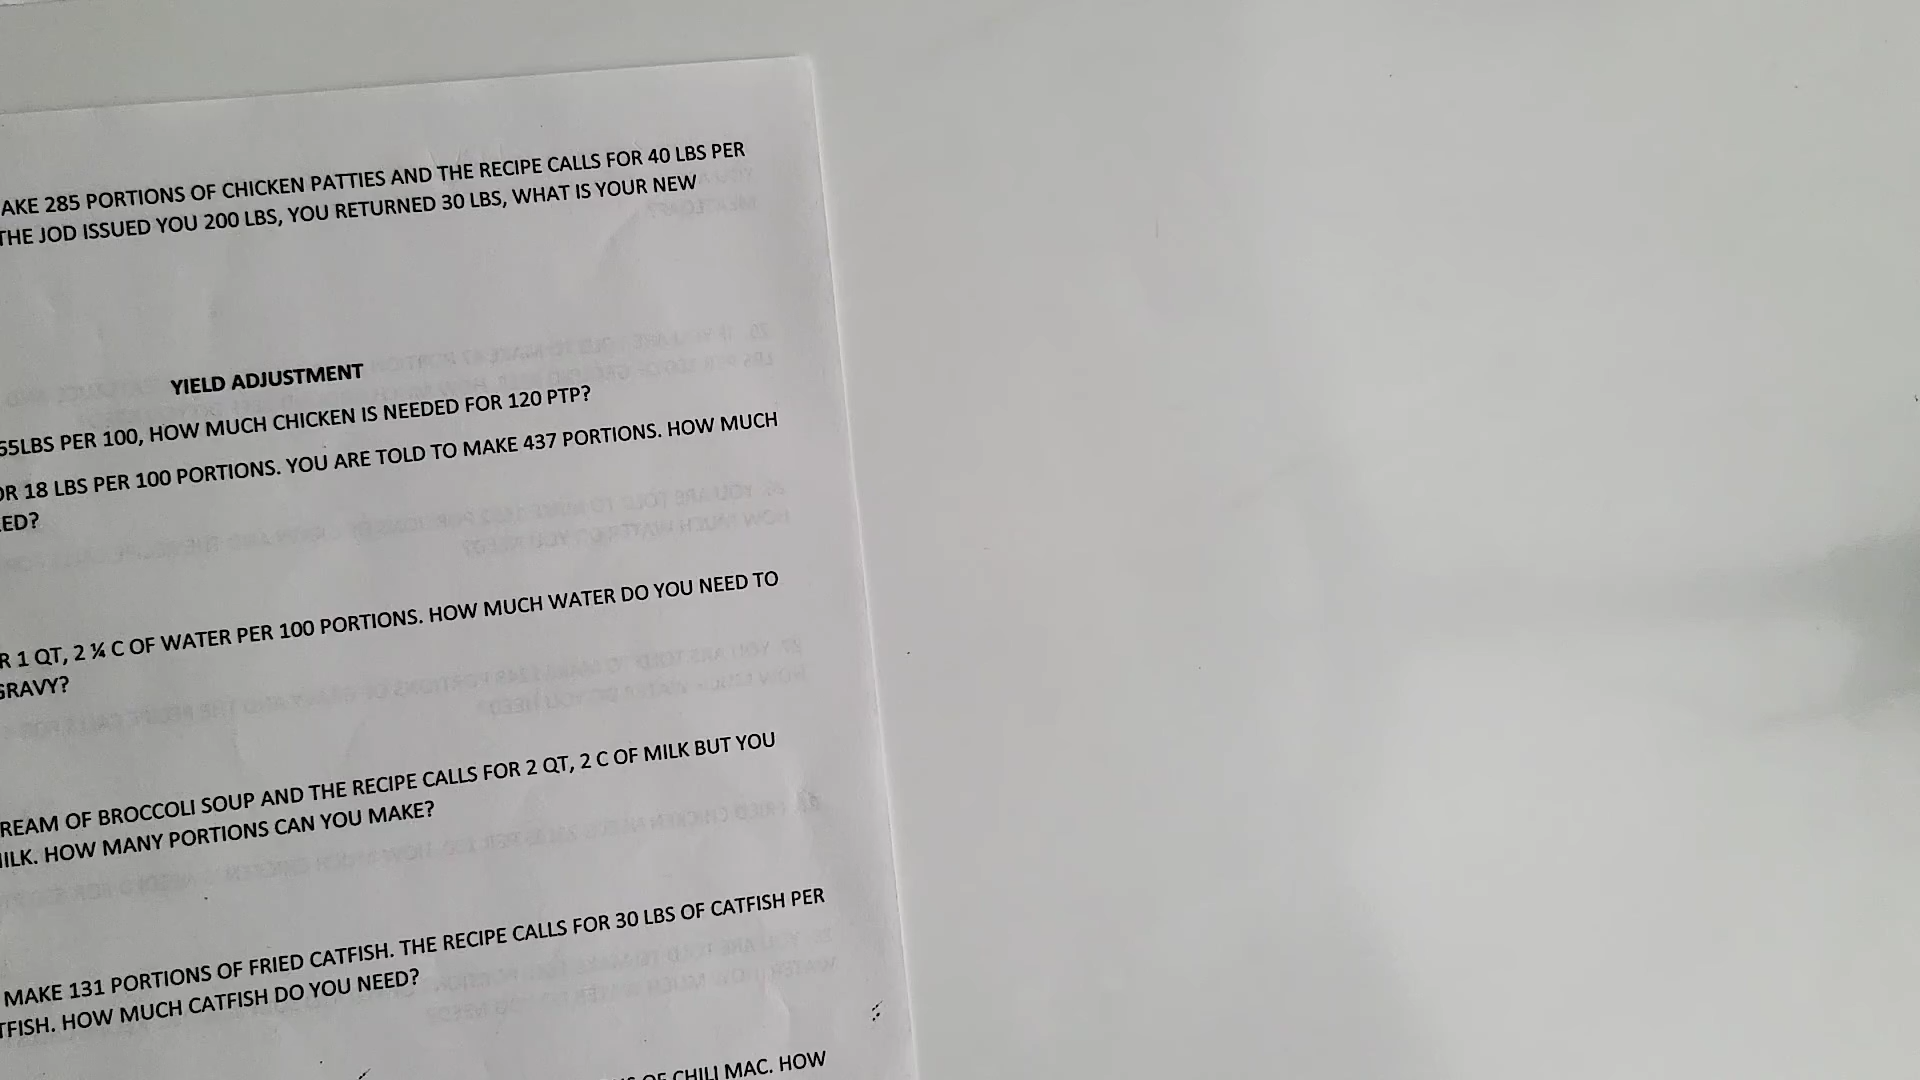 AKE 285 PORTIONS OF CHICKEN PATTIES AND THE RECIPE CALLS FOR 40 LBS PER
THE JOD ISSUED YOU 200 LBS, YOU RETURNED 30 LBS, WHAT IS YOUR NEW
YIELD ADJUSTMENT
55LBS PER 100, HOW MUCH CHICKEN IS NEEDED FOR 120 PTP?
OR 18 LBS PER 100 PORTIONS. YOU ARE TOLD TO MAKE 437 PORTIONS. HOW MUCH
ED?
R 1 QT, 2 ¼ C OF WATER PER 100 PORTIONS. HOW MUCH WATER DO YOU NEED TO
GRAVY?
REAM OF BROCCOLI SOUP AND THE RECIPE CALLS FOR 2 QT, 2 C OF MILK BUT YOU
ILK. HOW MANY PORTIONS CAN YOU MAKE?
MAKE 131 PORTIONS OF FRIED CATFISH. THE RECIPE CALLS FOR 30 LBS OF CATFISH PER
TFISH. HOW MUCH CATFISH DO YOU NEED?
OF CHILI MAC. HOW